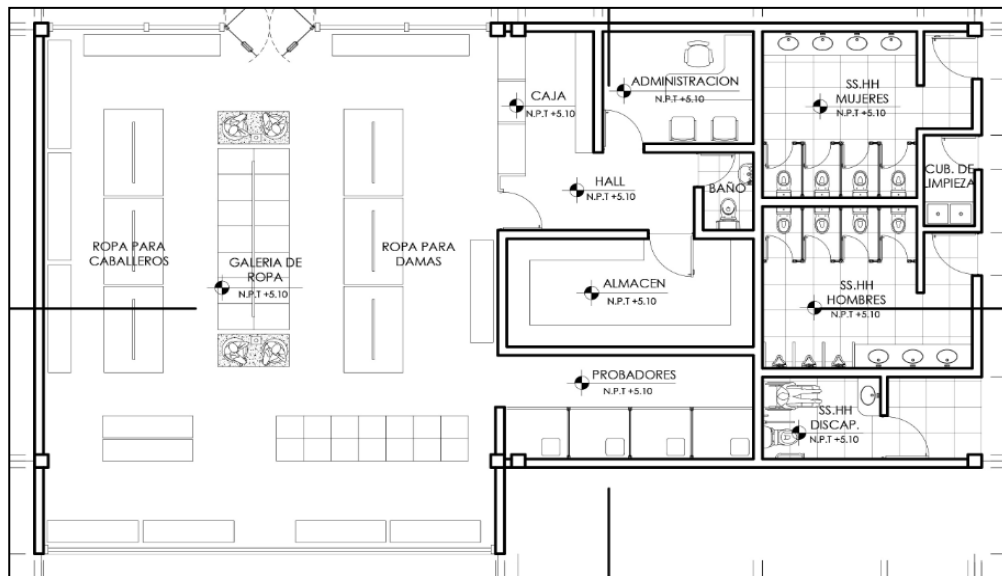 ADMINISTRACION
N.P.T +5.10
CAJA
N.P.T +5.10
SS.HH
MUJERES
N.P.T +5.10
HALL
N.P.T +5.10
BAÑO
CUB. DE
LIMPIEZA
ROPA PARA
CABALLEROS
GALERIA DE
ROPA
N.P.T +5.10
ROPA PARA
DAMAS
ALMACEN
N.P.T +5.10
SS.HH
HOMBRES
N.P.T +5.10
PROBADORES
N.P.T +5.10
SS.HH
DISCAP.
N.P.T +5.10